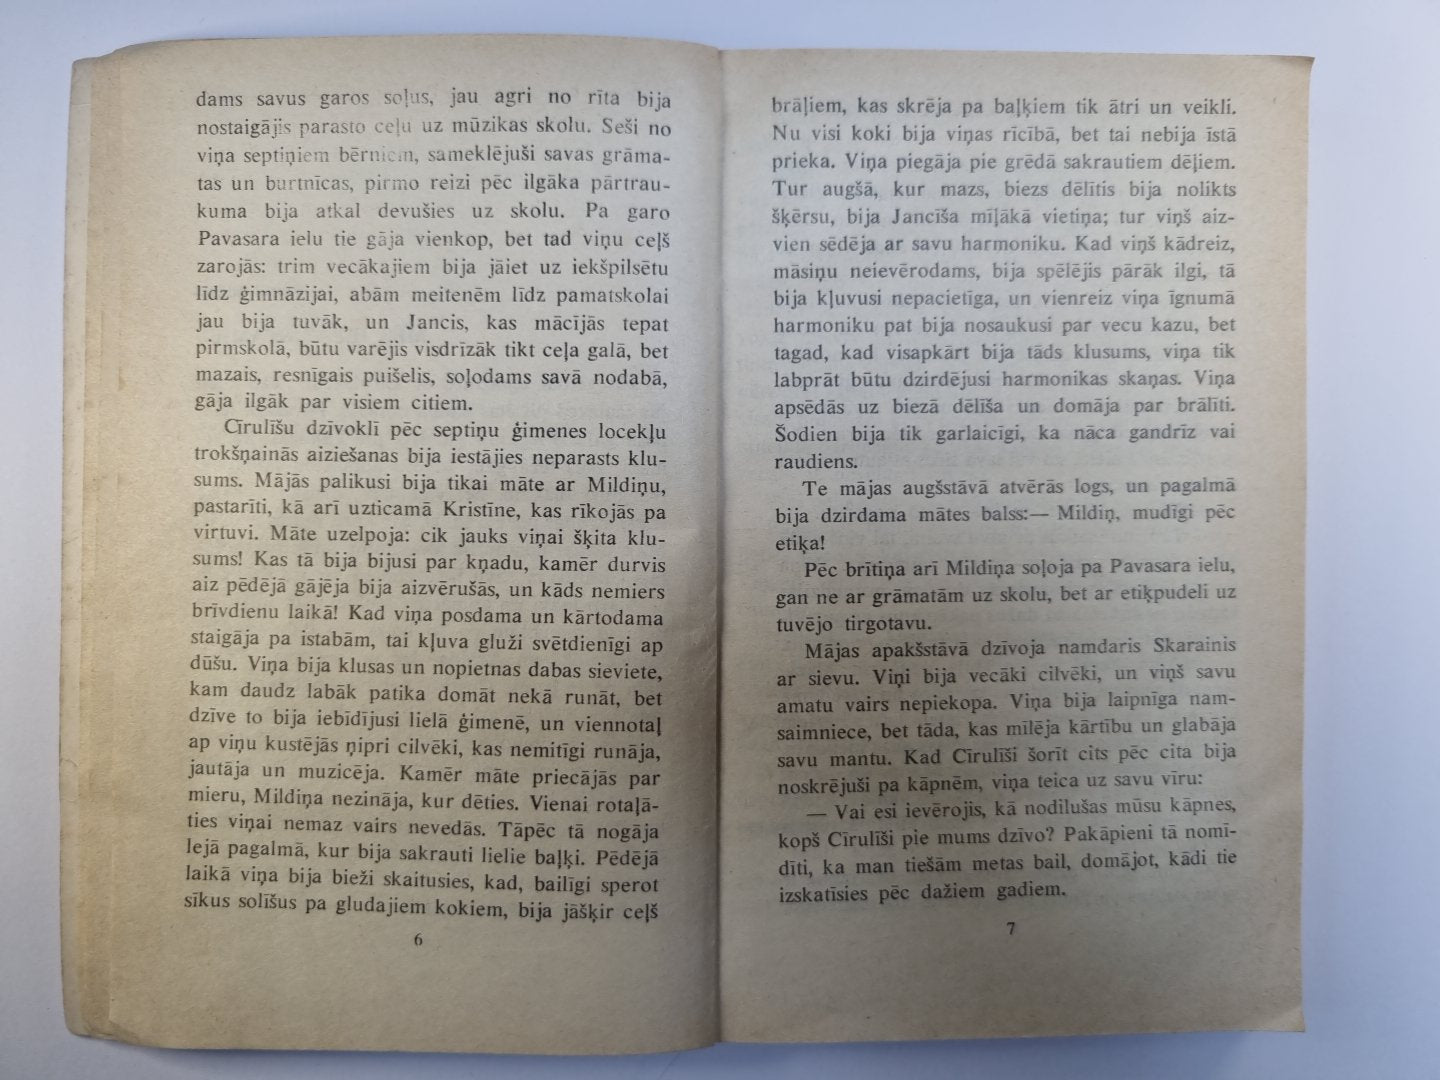 dams savus garos soļus, jau agri no rīta bija
nostaigājis parasto ceļu uz mūzikas skolu. Seši no
viņa septiņiem bērniem, sameklējuši savas grāma-
tas un burtnīcas, pirmo reizi pēc ilgāka pārtrau-
kuma bija atkal devušies uz skolu. Pa garo
Pavasara ielu tie gāja vienkop, bet tad viņu ceļš
zarojās: trim vecākajiem bija jāiet uz iekšpilsētu
līdz ģimnāzijai, abām meitenēm līdz pamatskolai
jau bija tuvāk, un Jancis, kas mācījās tepat
pirmskolā, būtu varējis visdrīzāk tikt ceļa galā, bet
mazais, resnīgais puišelis, soļodams savā nodabā,
gāja ilgāk par visiem citiem.
Cīrulīšu dzīvoklī pēc septiņu ģimenes locekļu
trokšņainās aiziešanas bija iestājies neparasts klu-
sums. Mājās palikusi bija tikai māte ar Mildiņu,
pastarīti, kā arī uzticamā Kristīne, kas rīkojās pa
virtuvi. Māte uzelpoja: cik jauks viņai šķita klu-
sums! Kas tā bija bijusi par kņadu, kamēr durvis
aiz pēdējā gājēja bija aizvērušās, un kāds nemiers
brīvdienu laikā! Kad viņa posdama un kārtodama
staigāja pa istabām, tai kļuva gluži svētdienīgi ap
dūšu. Viņa bija klusas un nopietnas dabas sieviete,
kam daudz labāk patika domāt nekā runāt, bet
dzīve to bija iebīdījusi lielā ģimenē, un viennotaļ
ap viņu kustējās ņipri cilvēki, kas nemitīgi runāja,
jautāja un muzicēja. Kamēr māte priecājās par
mieru, Mildiņa nezināja, kur dēties. Vienai rotaļā-
ties viņai nemaz vairs nevedās. Tāpēc tā nogāja
lejā pagalmā, kur bija sakrauti lielie baļķi. Pēdējā
laikā viņa bija bieži skaitusies, kad, bailīgi sperot
sīkus solīšus pa gludajiem kokiem, bija jāšķir ceļš
6
brāļiem, kas skrēja pa baļķiem tik ātri un veikli.
Nu visi koki bija viņas rīcībā, bet tai nebija īstā
prieka. Viņa piegāja pie grēdā sakrautiem dēļiem.
Tur augšā, kur mazs, biezs dēlītis bija nolikts
šķērsu, bija Jancīša mīļākā vietiņa; tur viņš aiz-
vien sēdēja ar savu harmoniku. Kad viņš kādreiz,
māsiņu neievērodams, bija spēlējis pārāk ilgi, tā
bija kļuvusi nepacietīga, un vienreiz viņa īgnumā
harmoniku pat bija nosaukusi par vecu kazu, bet
tagad, kad visapkārt bija tāds klusums, viņa tik
labprāt būtu dzirdējusi harmonikas skaņas. Viņa
apsēdās uz biezā dēlīša un domāja par brālīti.
Šodien bija tik garlaicīgi, ka nāca gandrīz vai
raudiens.
Te mājas augšstāvā atvērās logs, un pagalmā
bija dzirdama mātes balss:— Mildiņ, mudīgi pēc
etiķa!
Pēc brītiņa arī Mildiņa soļoja pa Pavasara ielu,
gan ne ar grāmatām uz skolu, bet ar etiķpudeli uz
tuvējo tirgotavu.
Mājas apakšstāvā dzīvoja namdaris Skarainis
ar sievu. Viņi bija vecāki cilvēki, un viņš savu
amatu vairs nepiekopa. Viņa bija laipnīga nam-
saimniece, bet tāda, kas mīlēja kārtību un glabāja
savu mantu. Kad Cīrulīši šorīt cits pēc cita bija
noskrējuši pa kāpnēm, viņa teica uz savu vīru:
— Vai esi ievērojis, kā nodilušas mūsu kāpnes,
kopš Cīrulīši pie mums dzīvo? Pakāpieni tā nomī-
dīti, ka man tiešām metas bail, domājot, kādi tie
izskatīsies pēc dažiem gadiem.
7